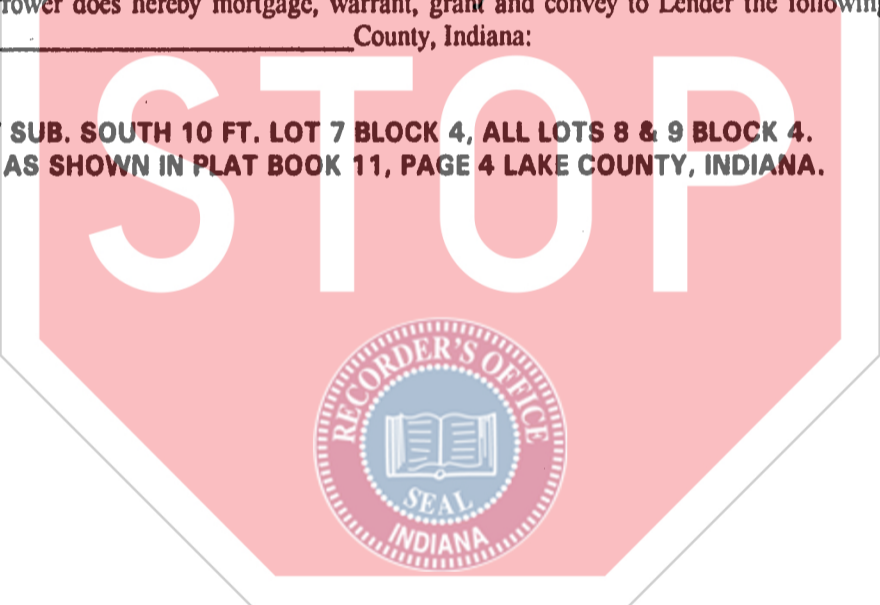 rower does hereby mortgage, warrant, grant and convey to Lender the following
County, Indiana:
SUB. SOUTH 10 FT. LOT 7 BLOCK 4, ALL LOTS 8 & 9 BLOCK 4.
AS SHOWN IN PLAT BOOK 11, PAGE 4 LAKE COUNTY, INDIANA.
STOP
RECORDER'S OFFICE
SEAL
INDIANA